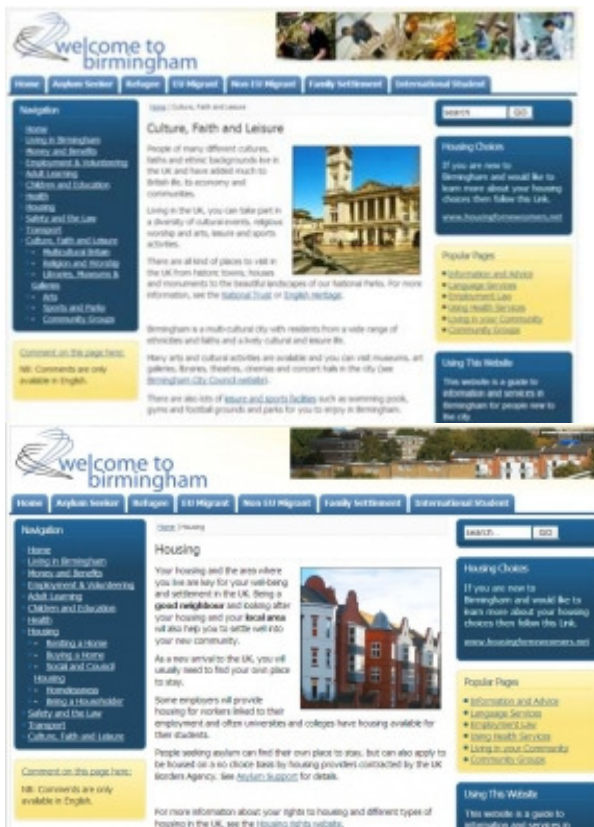 welcome to
birmingham
Home Asylum Seeker Refugee EU Migrant Non EU Migrant Family Settlement International Student
Navigation
Home
Living in Birmingham
Money and Benefits
Employment & Volunteering
Adult Learning
Children and Education
Health
Housing
Safety and the Law
Transport
Culture, Faith and Leisure
Multicultural Britain
Religion and Worship
Libraries, Museums &
Galleries
Arts
Sports and Parks
Community Groups
Comment on this page here:
NB: Comments are only
available in English.
Home | Culture, Faith and Leisure
Culture, Faith and Leisure
People of many different cultures,
faiths and ethnic backgrounds live in
the UK and have added much to
British life, its economy and
communities.
Living in the UK, you can take part in
a diversity of cultural events, religious
worship and arts, leisure and sports
activities.
There are all kind of places to visit in
the UK from historic towns, houses
and monuments to the beautiful landscapes of our National Parks. For more
information, see the National Trust or English Heritage.
Birmingham is a multi-cultural city with residents from a wide range of
ethnicities and faiths and a lively cultural and leisure life.
Many arts and cultural activities are available and you can visit museums, art
galleries, libraries, theatres, cinemas and concert halls in the city (see
Birmingham City Council website).
There are also lots of leisure and sports facilities such as swimming pools,
gyms and football grounds and parks for you to enjoy in Birmingham.
search GO
Housing Choices
If you are new to
Birmingham and would like to
learn more about your housing
choices then follow this Link.
www.housingfornewcomers.net
Popular Pages
Information and Advice
Language Services
Employment Law
Using Health Services
Living in your Community
Community Groups
Using This Website
This website is a guide to
information and services in
Birmingham for people new to
the city
welcome to
birmingham
Home Asylum Seeker Refugee EU Migrant Non EU Migrant Family Settlement International Student
Navigation
Home
Living in Birmingham
Money and Benefits
Employment & Volunteering
Adult Learning
Children and Education
Health
Housing
Renting a Home
Buying a Home
Social and Council
Housing
Homelessness
Being a Householder
Safety and the Law
Transport
Culture, Faith and Leisure
Comment on this page here:
NB: Comments are only
available in English.
Home | Housing
Housing
Your housing and the area where
you live are key for your well-being
and settlement in the UK. Being a
good neighbour and looking after
your housing and your local area
will also help you to settle well into
your new community.
As a new arrival to the UK, you will
usually need to find your own place
to stay.
Some employers will provide
housing for workers linked to their
employment and often universities and colleges have housing available for
their students.
People seeking asylum can find their own place to stay, but can also apply to
be housed on a no choice basis by housing providers contracted by the UK
Borders Agency. See Asylum Support for details.
For more information about your rights to housing and different types of
housing in the UK, see the Housing rights website.
search... GO
Housing Choices
If you are new to
Birmingham and would like to
learn more about your housing
choices then follow this Link.
www.housingfornewcomers.net
Popular Pages
Information and Advice
Language Services
Employment Law
Using Health Services
Living in your Community
Community Groups
Using This Website
This website is a guide to
information and services in